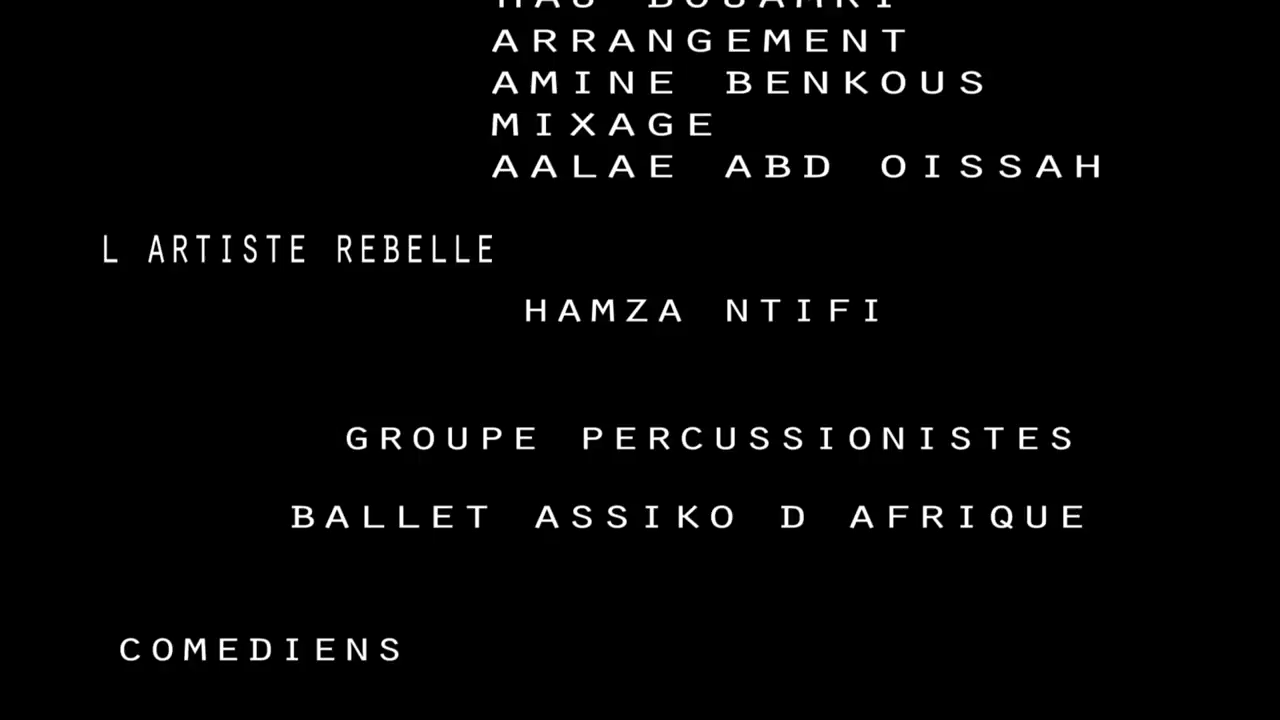 ARRANGEMENT
AMINE BENKOUS
MIXAGE
AALAE ABD OISSAH
L ARTISTE REBELLE
HAMZA NTIFI
GROUPE PERCUSSIONISTES
BALLET ASSIKO D AFRIQUE
COMEDIENS